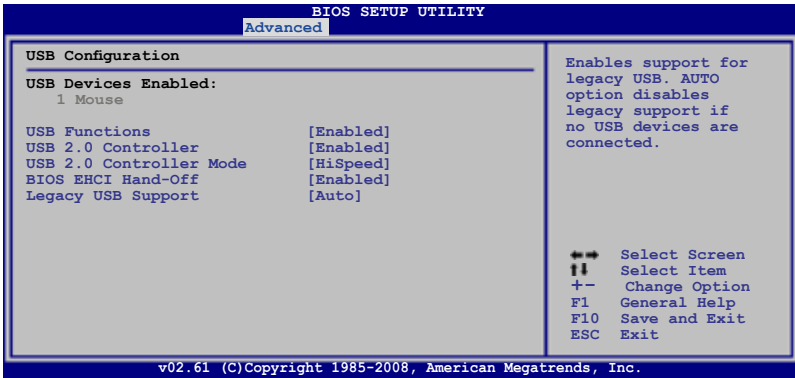 BIOS SETUP UTILITY
Advanced
USB Configuration
USB Devices Enabled:
1 Mouse
USB Functions [Enabled]
USB 2.0 Controller [Enabled]
USB 2.0 Controller Mode [HiSpeed]
BIOS EHCI Hand-Off [Enabled]
Legacy USB Support [Auto]
Enables support for
legacy USB. AUTO
option disables
legacy support if
no USB devices are
connected.
←→ Select Screen
↑↓ Select Item
+- Change Option
F1 General Help
F10 Save and Exit
ESC Exit
v02.61 (C)Copyright 1985-2008, American Megatrends, Inc.